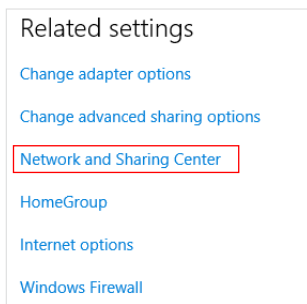 Related settings
Change adapter options
Change advanced sharing options
Network and Sharing Center
HomeGroup
Internet options
Windows Firewall